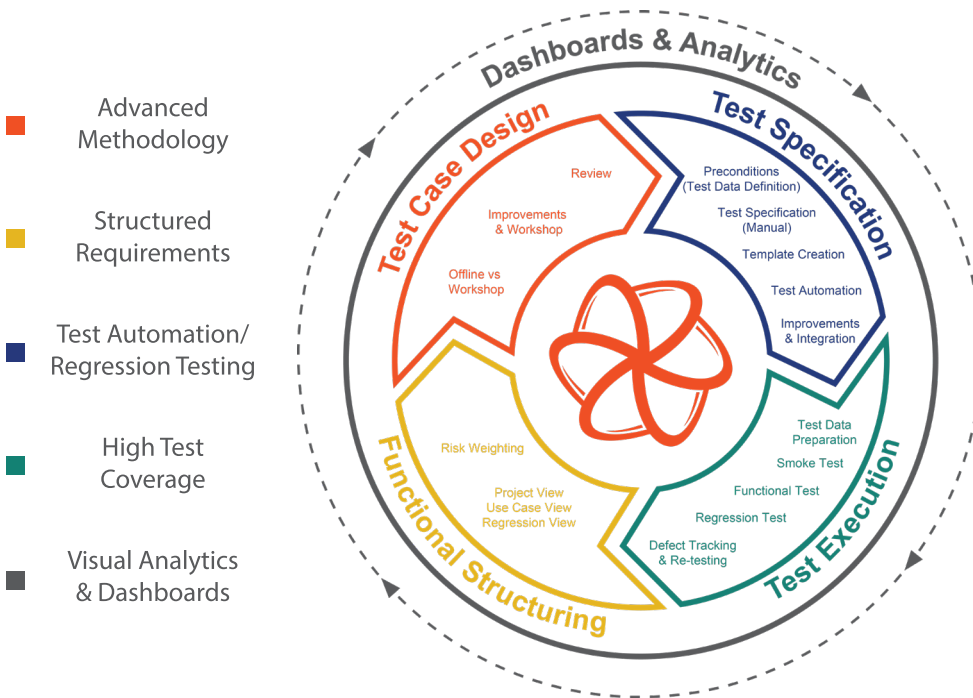 Advanced
Methodology
Structured
Requirements
Test Automation/
Regression Testing
High Test
Coverage
Visual Analytics
& Dashboards
Dashboards & Analytics
Test Case Design
Review
Improvements
& Workshop
Offline vs
Workshop
Test Specification
Preconditions
(Test Data Definition)
Test Specification
(Manual)
Template Creation
Test Automation
Improvements
& Integration
Test Execution
Test Data
Preparation
Smoke Test
Functional Test
Regression Test
Defect Tracking
& Re-testing
Functional Structuring
Risk Weighting
Project View
Use Case View
Regression View